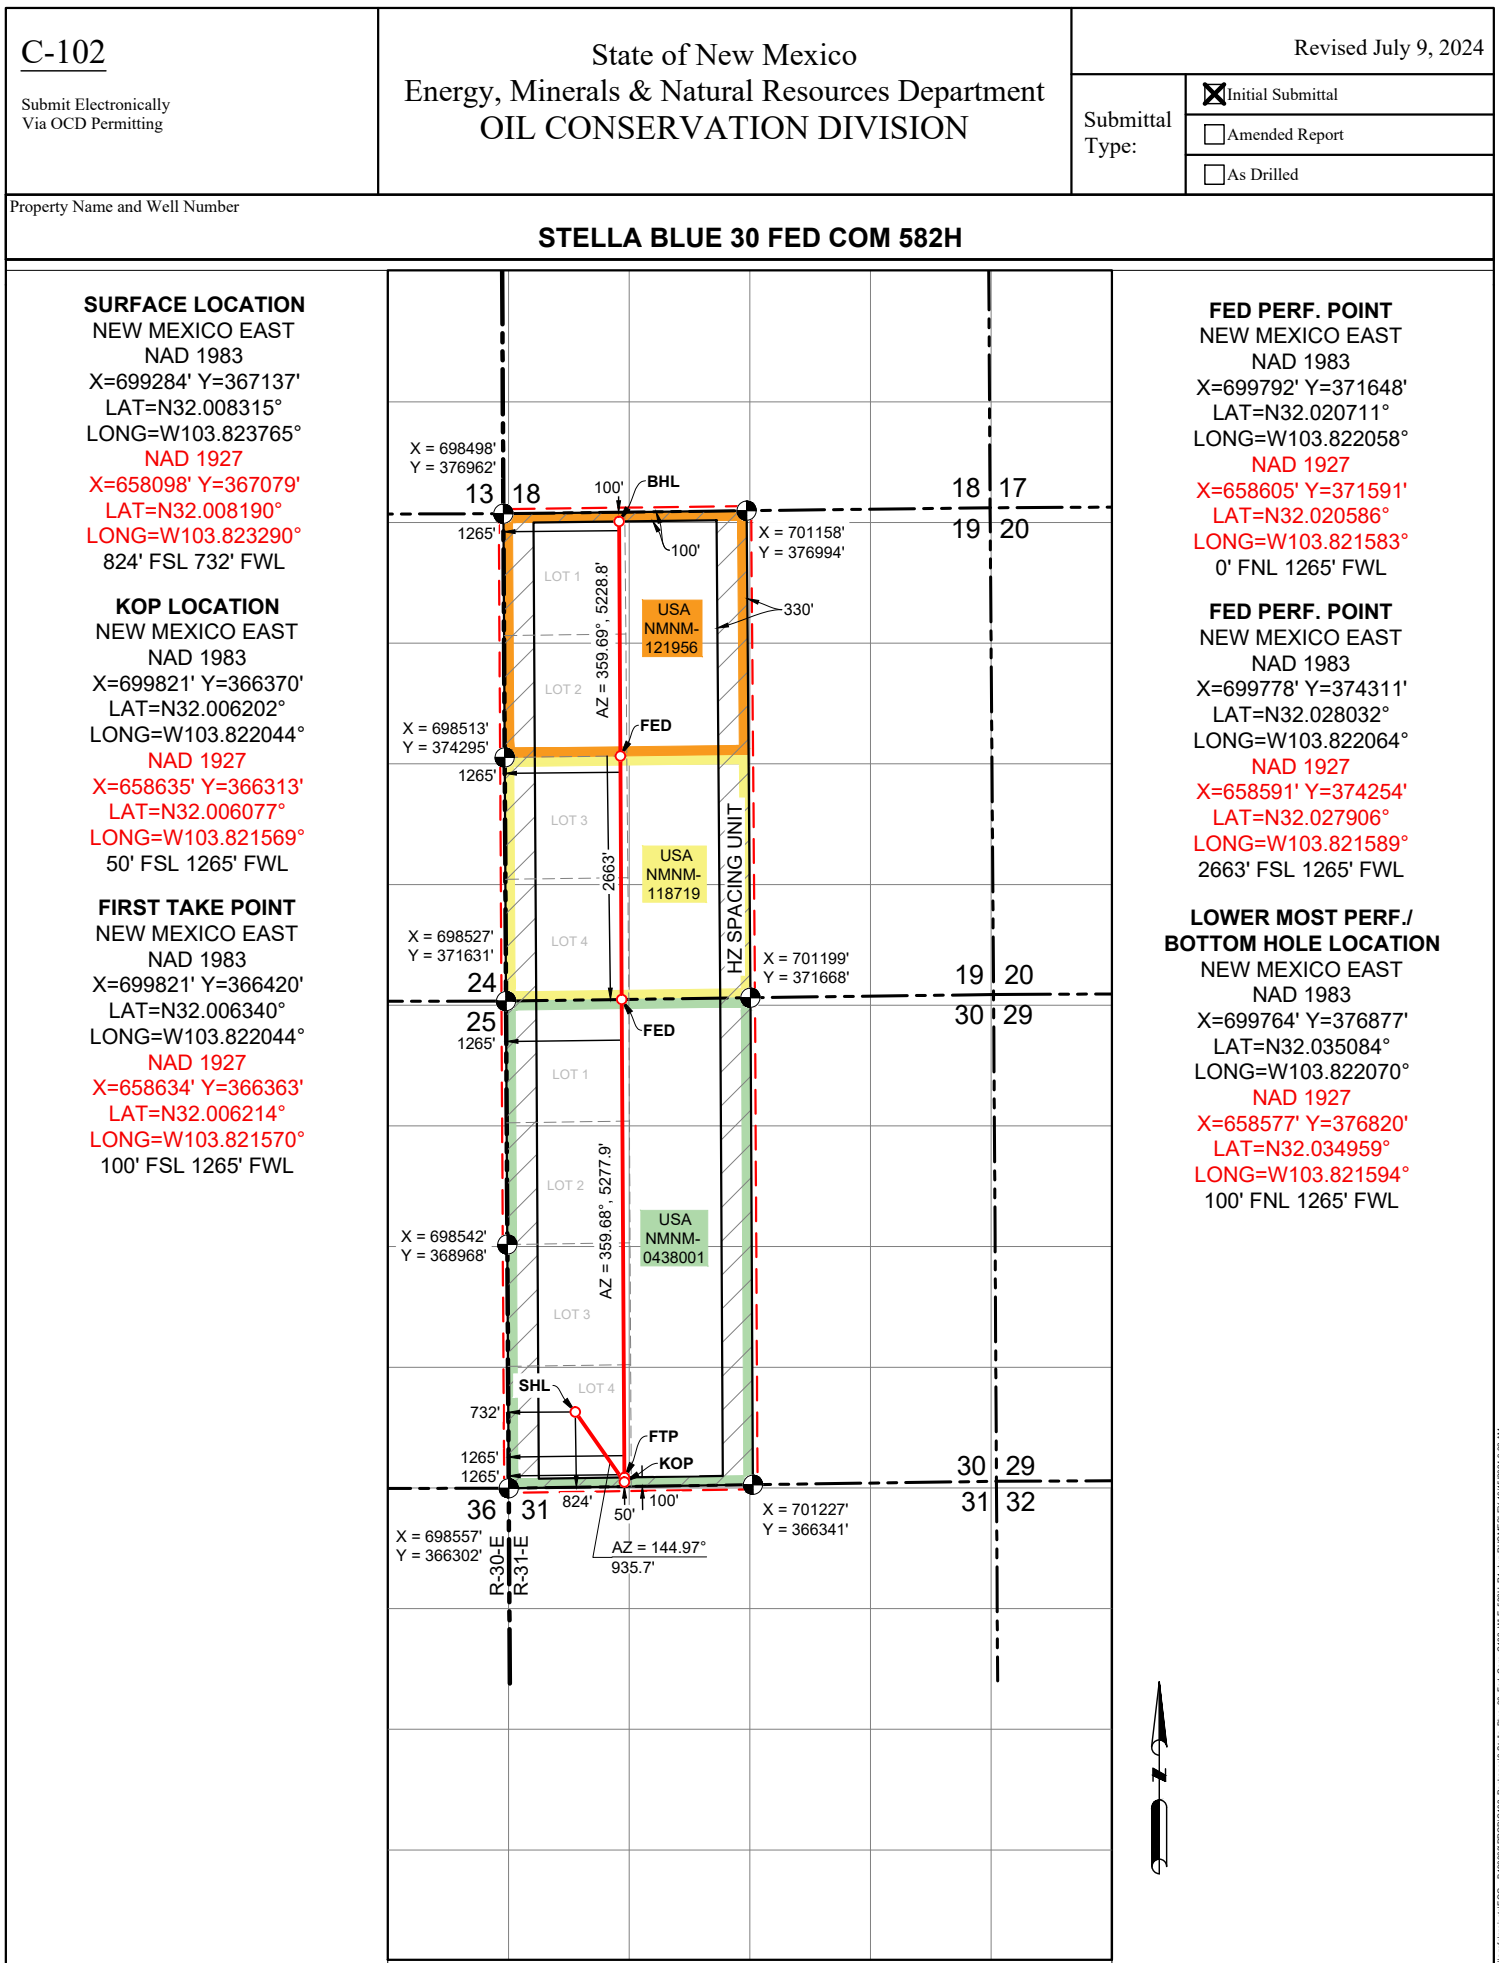 C-102
Submit Electronically
Via OCD Permitting
State of New Mexico
Energy, Minerals & Natural Resources Department
OIL CONSERVATION DIVISION
Revised July 9, 2024
Submittal
Type:
Initial Submittal
Amended Report
As Drilled
Property Name and Well Number
STELLA BLUE 30 FED COM 582H
SURFACE LOCATION
NEW MEXICO EAST
NAD 1983
X=699284' Y=367137'
LAT=N32.008315°
LONG=W103.823765°
NAD 1927
X=658098' Y=367079'
LAT=N32.008190°
LONG=W103.823290°
824' FSL 732' FWL
KOP LOCATION
NEW MEXICO EAST
NAD 1983
X=699821' Y=366370'
LAT=N32.006202°
LONG=W103.822044°
NAD 1927
X=658635' Y=366313'
LAT=N32.006077°
LONG=W103.821569°
50' FSL 1265' FWL
FIRST TAKE POINT
NEW MEXICO EAST
NAD 1983
X=699821' Y=366420'
LAT=N32.006340°
LONG=W103.822044°
NAD 1927
X=658634' Y=366363'
LAT=N32.006214°
LONG=W103.821570°
100' FSL 1265' FWL
X = 698498'
Y = 376962'
13 18
100'
BHL
18 17
1265'
100'
X = 701158'
Y = 376994'
19 20
LOT 1
AZ = 359.69°, 5228.8'
USA
NMNM-
121956
330'
LOT 2
X = 698513'
Y = 374295'
FED
1265'
LOT 3
2663'
USA
NMNM-
118719
HZ SPACING UNIT
LOT 4
X = 698527'
Y = 371631'
X = 701199'
Y = 371668'
24
19 20
25
30 29
1265'
FED
LOT 1
AZ = 359.68°, 5277.9'
LOT 2
USA
NMNM-
0438001
X = 698542'
Y = 368968'
LOT 3
SHL
LOT 4
732'
FTP
1265'
KOP
1265'
30 29
36 31
824'
50'
100'
31 32
X = 701227'
Y = 366341'
X = 698557'
Y = 366302'
R-30-E
R-31-E
AZ = 144.97°
935.7'
FED PERF. POINT
NEW MEXICO EAST
NAD 1983
X=699792' Y=371648'
LAT=N32.020711°
LONG=W103.822058°
NAD 1927
X=658605' Y=371591'
LAT=N32.020586°
LONG=W103.821583°
0' FNL 1265' FWL
FED PERF. POINT
NEW MEXICO EAST
NAD 1983
X=699778' Y=374311'
LAT=N32.028032°
LONG=W103.822064°
NAD 1927
X=658591' Y=374254'
LAT=N32.027906°
LONG=W103.821589°
2663' FSL 1265' FWL
LOWER MOST PERF./
BOTTOM HOLE LOCATION
NEW MEXICO EAST
NAD 1983
X=699764' Y=376877'
LAT=N32.035084°
LONG=W103.822070°
NAD 1927
X=658577' Y=376820'
LAT=N32.034959°
LONG=W103.821594°
100' FNL 1265' FWL
N